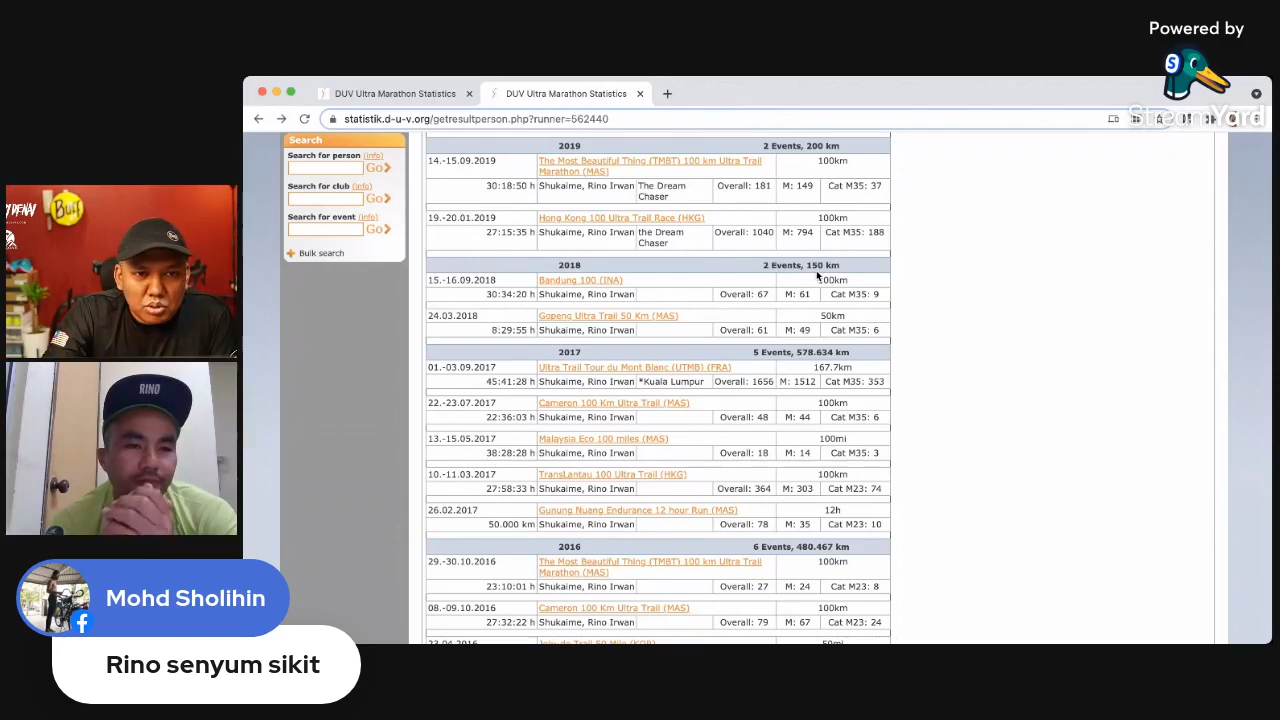 Powered by
StreamYard
S
DUV Ultra Marathon Statistics
DUV Ultra Marathon Statistics
statistik.d-u-v.org/getresultperson.php?runner=562440
Search
Search for person (info)
Go
Search for club (info)
Go
Search for event (info)
Go
Bulk search
2019 2 Events, 200 km
14.-15.09.2019 The Most Beautiful Thing (TMBT) 100 km Ultra Trail 100km
Marathon (MAS)
30:18:50 h Shukaime, Rino Irwan The Dream Overall: 181 M: 149 Cat M35: 37
Chaser
19.-20.01.2019 Hong Kong 100 Ultra Trail Race (HKG) 100km
27:15:35 h Shukaime, Rino Irwan the Dream Overall: 1040 M: 794 Cat M35: 188
Chaser
2018 2 Events, 150 km
15.-16.09.2018 Bandung 100 (INA) 100km
30:34:20 h Shukaime, Rino Irwan Overall: 67 M: 61 Cat M35: 9
24.03.2018 Gopeng Ultra Trail 50 Km (MAS) 50km
8:29:55 h Shukaime, Rino Irwan Overall: 61 M: 49 Cat M35: 6
2017 5 Events, 578.634 km
01.-03.09.2017 Ultra Trail Tour du Mont Blanc (UTMB) (FRA) 167.7km
45:41:28 h Shukaime, Rino Irwan *Kuala Lumpur Overall: 1656 M: 1512 Cat M35: 353
22.-23.07.2017 Cameron 100 Km Ultra Trail (MAS) 100km
22:36:03 h Shukaime, Rino Irwan Overall: 48 M: 44 Cat M35: 6
13.-15.05.2017 Malaysia Eco 100 miles (MAS) 100mi
38:28:28 h Shukaime, Rino Irwan Overall: 18 M: 14 Cat M35: 3
10.-11.03.2017 TransLantau 100 Ultra Trail (HKG) 100km
27:58:33 h Shukaime, Rino Irwan Overall: 364 M: 303 Cat M23: 74
26.02.2017 Gunung Nuang Endurance 12 hour Run (MAS) 12h
50.000 km Shukaime, Rino Irwan Overall: 78 M: 35 Cat M23: 10
2016 6 Events, 480.467 km
29.-30.10.2016 The Most Beautiful Thing (TMBT) 100 km Ultra Trail 100km
Marathon (MAS)
23:10:01 h Shukaime, Rino Irwan Overall: 27 M: 24 Cat M23: 8
08.-09.10.2016 Cameron 100 Km Ultra Trail (MAS) 100km
27:32:22 h Shukaime, Rino Irwan Overall: 79 M: 67 Cat M23: 24
Buff
RINO
Mohd Sholihin
Rino senyum sikit